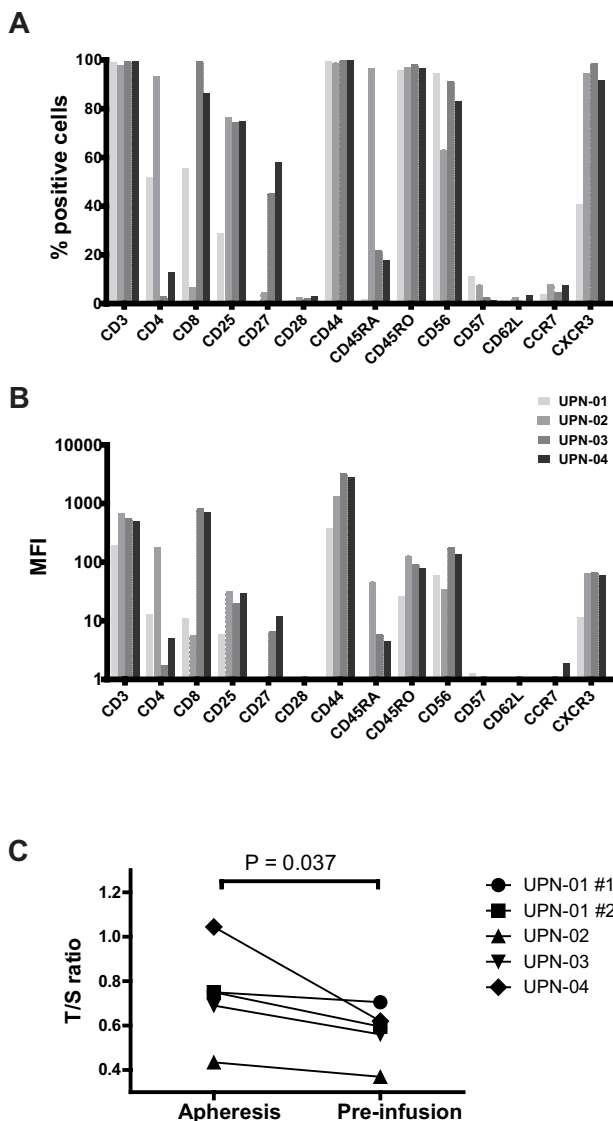 A
% positive cells
100
80
60
40
20
0
CD3 CD4 CD8 CD25 CD27 CD28 CD44 CD45RA CD45RO CD56 CD57 CD62L CCR7 CXCR3
B
UPN-01
UPN-02
UPN-03
UPN-04
MFI
10000
1000
100
10
1
CD3 CD4 CD8 CD25 CD27 CD28 CD44 CD45RA CD45RO CD56 CD57 CD62L CCR7 CXCR3
C
P = 0.037
T/S ratio
1.2
1.0
0.8
0.6
0.4
Apheresis Pre-infusion
UPN-01 #1
UPN-01 #2
UPN-02
UPN-03
UPN-04